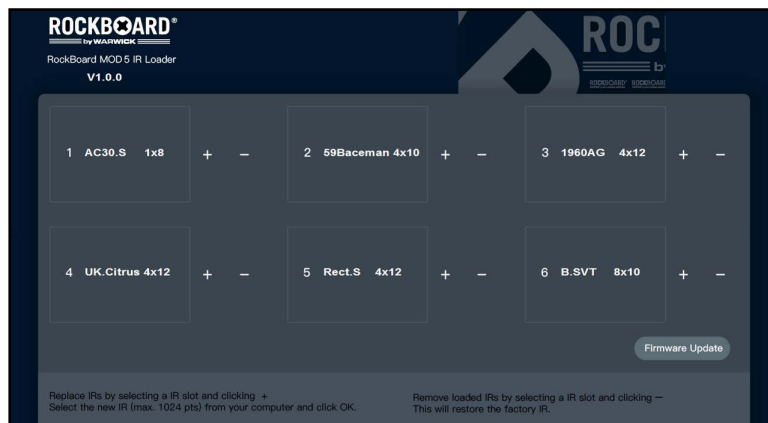 ROCKBOARD®
by WARWICK
RockBoard MOD 5 IR Loader
V1.0.0
ROC
b
ROCKBOARD® ROCKBOARD
1 AC30.S 1x8 + −
2 59Baceman 4x10 + −
3 1960AG 4x12 + −
4 UK.Citrus 4x12 + −
5 Rect.S 4x12 + −
6 B.SVT 8x10 + −
Firmware Update
Replace IRs by selecting a IR slot and clicking +
Select the new IR (max. 1024 pts) from your computer and click OK.
Remove loaded IRs by selecting a IR slot and clicking −
This will restore the factory IR.